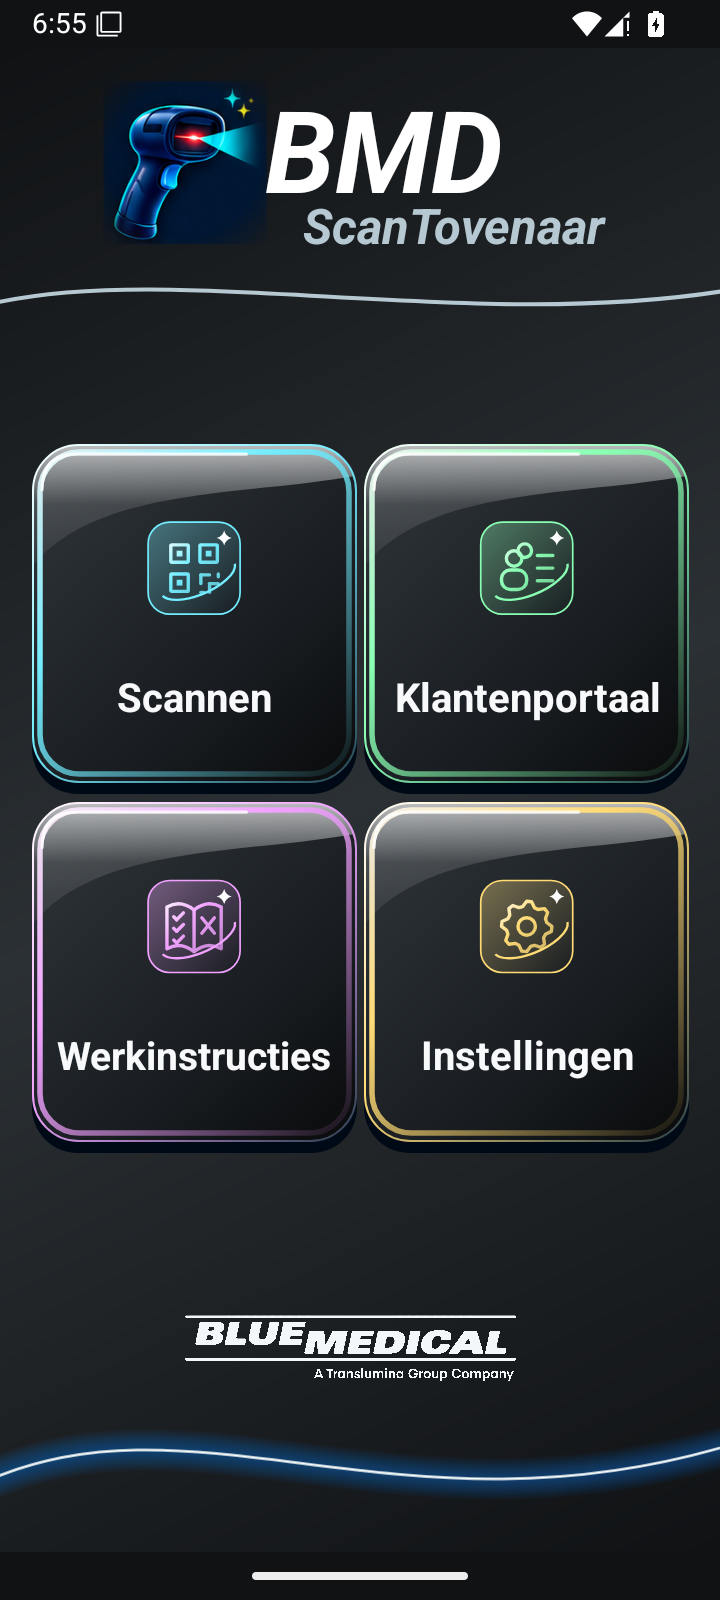 6:55
BMD
ScanTovenaar
Scannen
Klantenportaal
Werkinstructies
Instellingen
BLUEMEDICAL
A Translumina Group Company